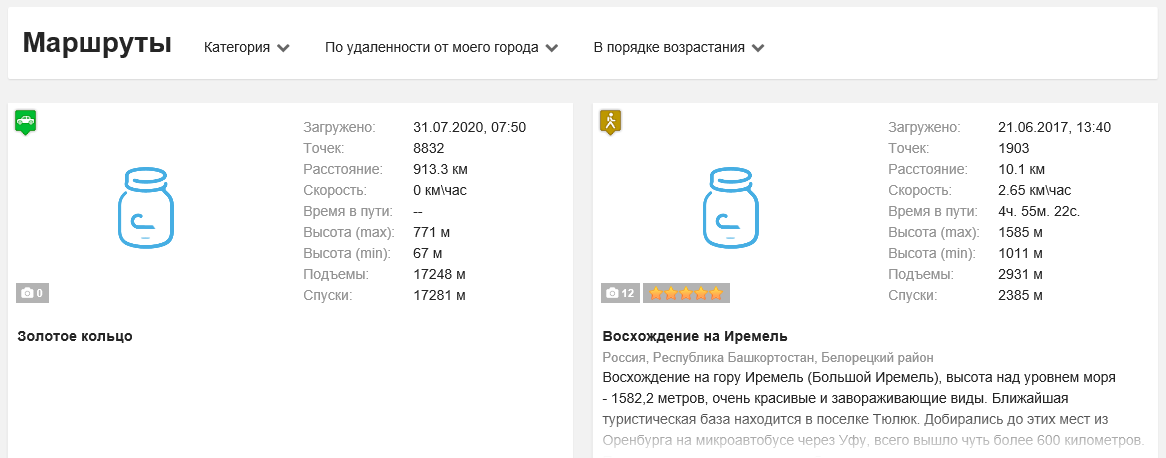 Маршруты Категория По удаленности от моего города В порядке возрастания
Загружено: 31.07.2020, 07:50
Точек: 8832
Расстояние: 913.3 км
Скорость: 0 км\час
Время в пути: --
Высота (max): 771 м
Высота (min): 67 м
Подъемы: 17248 м
Спуски: 17281 м
0
Золотое кольцо
Загружено: 21.06.2017, 13:40
Точек: 1903
Расстояние: 10.1 км
Скорость: 2.65 км\час
Время в пути: 4ч. 55м. 22с.
Высота (max): 1585 м
Высота (min): 1011 м
Подъемы: 2931 м
Спуски: 2385 м
12
Восхождение на Иремель
Россия, Республика Башкортостан, Белорецкий район
Восхождение на гору Иремель (Большой Иремель), высота над уровнем моря
- 1582,2 метров, очень красивые и завораживающие виды. Ближайшая
туристическая база находится в поселке Тюлюк. Добирались до этих мест из
Оренбурга на микроавтобусе через Уфу, всего вышло чуть более 600 километров.